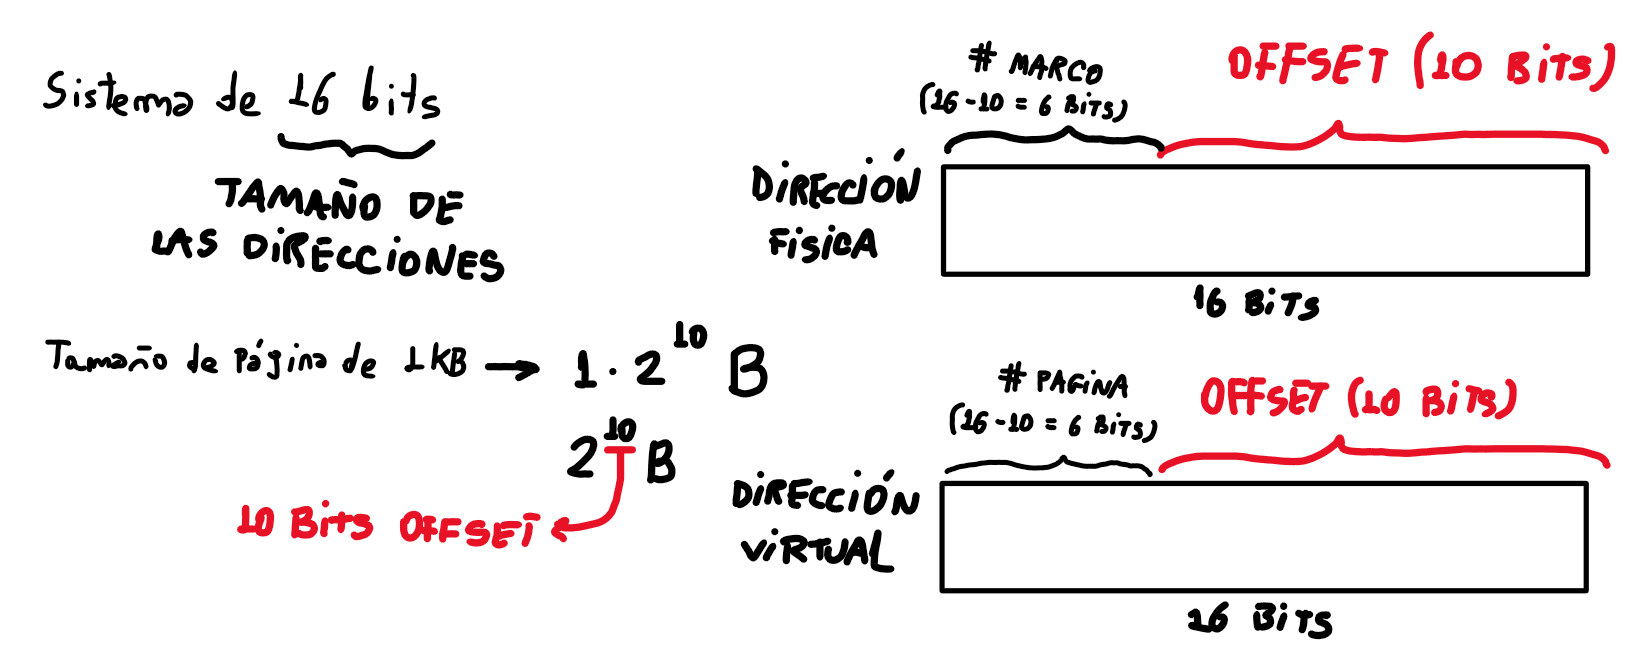 Sistema de 16 bits
TAMAÑO DE
LAS DIRECCIONES
Tamaño de Página de 1KB → 1 · 2^10 B
2^10 B
10 BiTS OFFSET
# MARCO
(16 - 10 = 6 BiTS)
OFFSET (10 BiTS)
DiRECCIÓN
FiSiCA
16 BiTS
# PAGiNA
(16 - 10 = 6 BiTS)
OFFSET (10 BiTS)
DiRECCIÓN
ViRTUAL
16 BiTS